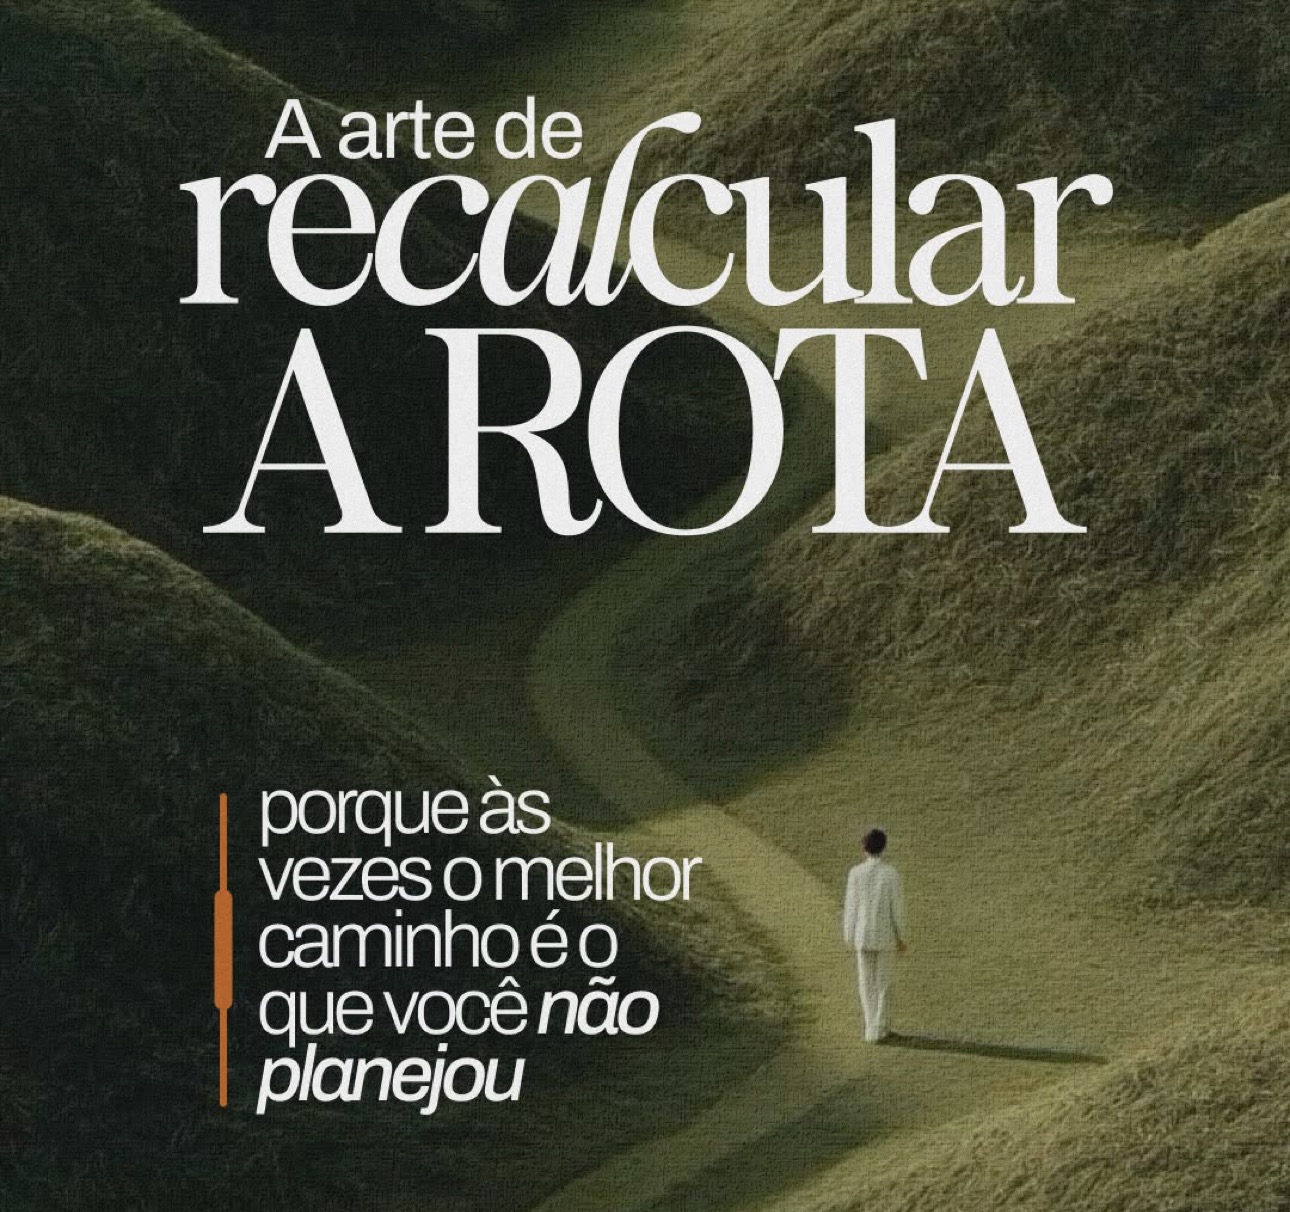 A arte de
recalcular
A ROTA
porque às
vezes o melhor
caminho é o
que você não
planejou